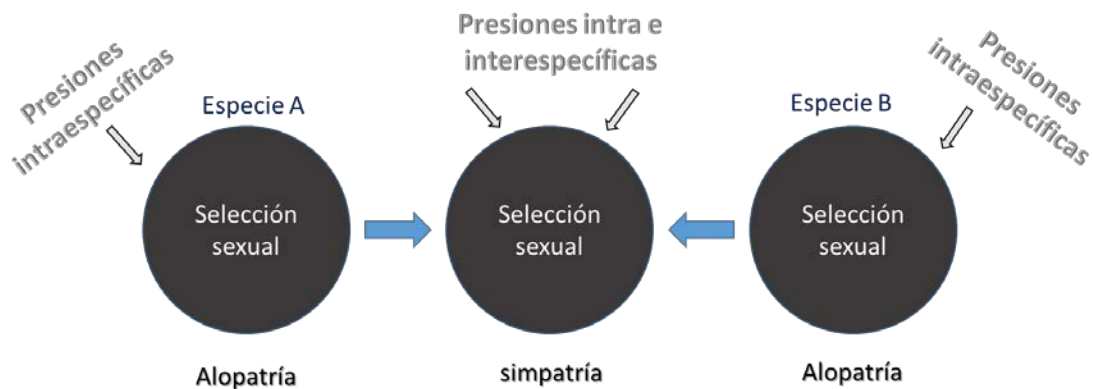 Presiones
intraespecíficas
Presiones intra e
interespecíficas
Presiones
intraespecíficas
Especie A
Especie B
Selección
sexual
Selección
sexual
Selección
sexual
Alopatría
simpatría
Alopatría